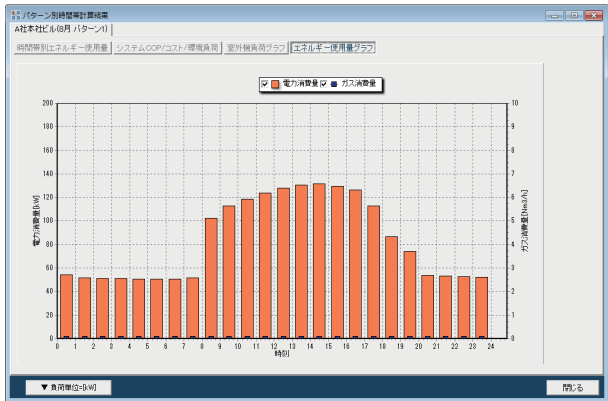 パターン別時間帯計算結果
A社本社ビル(8月 パターン1)
時間帯別エネルギー使用量 システムCOP/コスト/環境負荷 室外機負荷グラフ エネルギー使用量グラフ
電力消費量 ガス消費量
200 10
180 9
160 8
140 7
120 6
100 5
80 4
60 3
40 2
20 1
0 0
電力消費量[kW]
ガス消費量[Nm3/h]
0 1 2 3 4 5 6 7 8 9 10 11 12 13 14 15 16 17 18 19 20 21 22 23 24
時刻
▼ 負荷単位=[kW] 閉じる